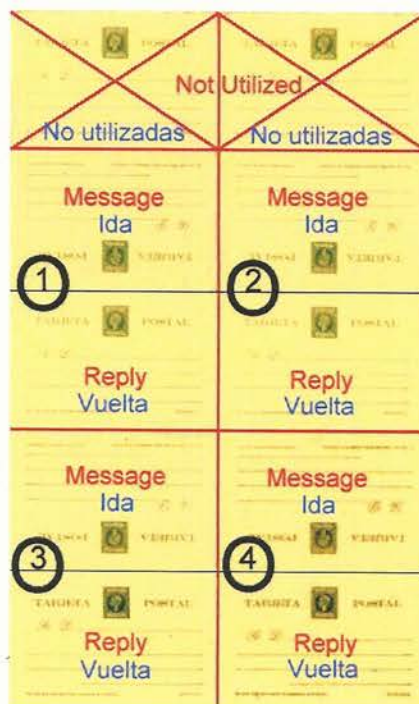 TARJETA POSTAL TARJETA POSTAL
Not Utilized
No utilizadas No utilizadas
Message Message
Ida Ida
1 2
TARJETA POSTAL TARJETA POSTAL
TARJETA POSTAL TARJETA POSTAL
Reply Reply
Vuelta Vuelta
Message Message
Ida Ida
TARJETA POSTAL TARJETA POSTAL
3 4
TARJETA POSTAL TARJETA POSTAL
Reply Reply
Vuelta Vuelta